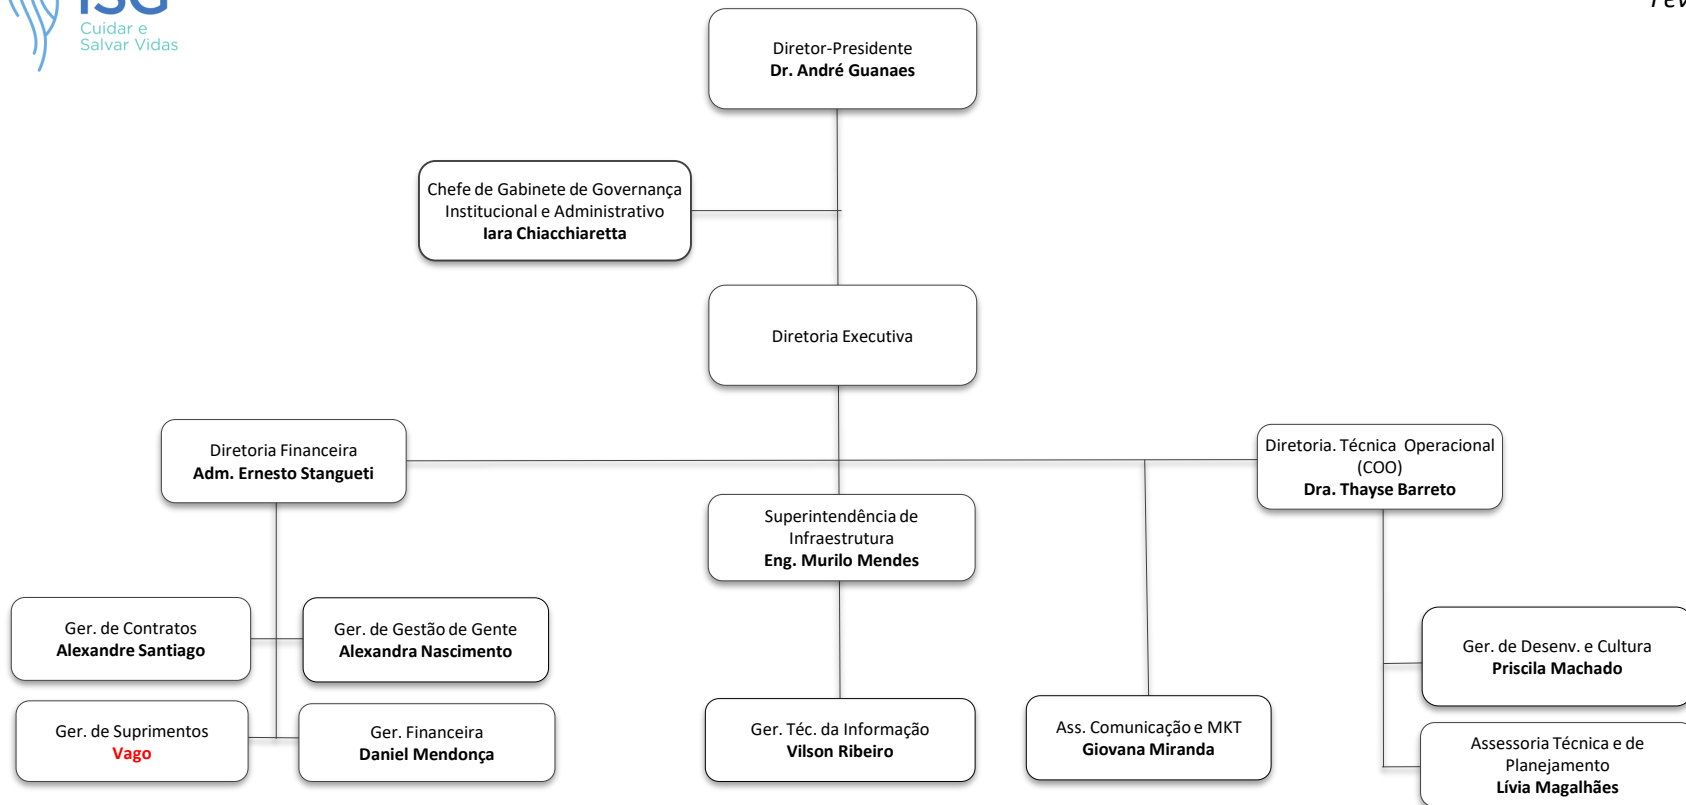 ISG
Cuidar e
Salvar Vidas
Diretor-Presidente
Dr. André Guanaes
Chefe de Gabinete de Governança
Institucional e Administrativo
Iara Chiacchiaretta
Diretoria Executiva
Diretoria Financeira
Adm. Ernesto Stangueti
Diretoria. Técnica Operacional
(COO)
Dra. Thayse Barreto
Superintendência de
Infraestrutura
Eng. Murilo Mendes
Ger. de Contratos
Alexandre Santiago
Ger. de Gestão de Gente
Alexandra Nascimento
Ger. de Desenv. e Cultura
Priscila Machado
Ger. de Suprimentos
Vago
Ger. Financeira
Daniel Mendonça
Ger. Téc. da Informação
Vilson Ribeiro
Ass. Comunicação e MKT
Giovana Miranda
Assessoria Técnica e de
Planejamento
Lívia Magalhães